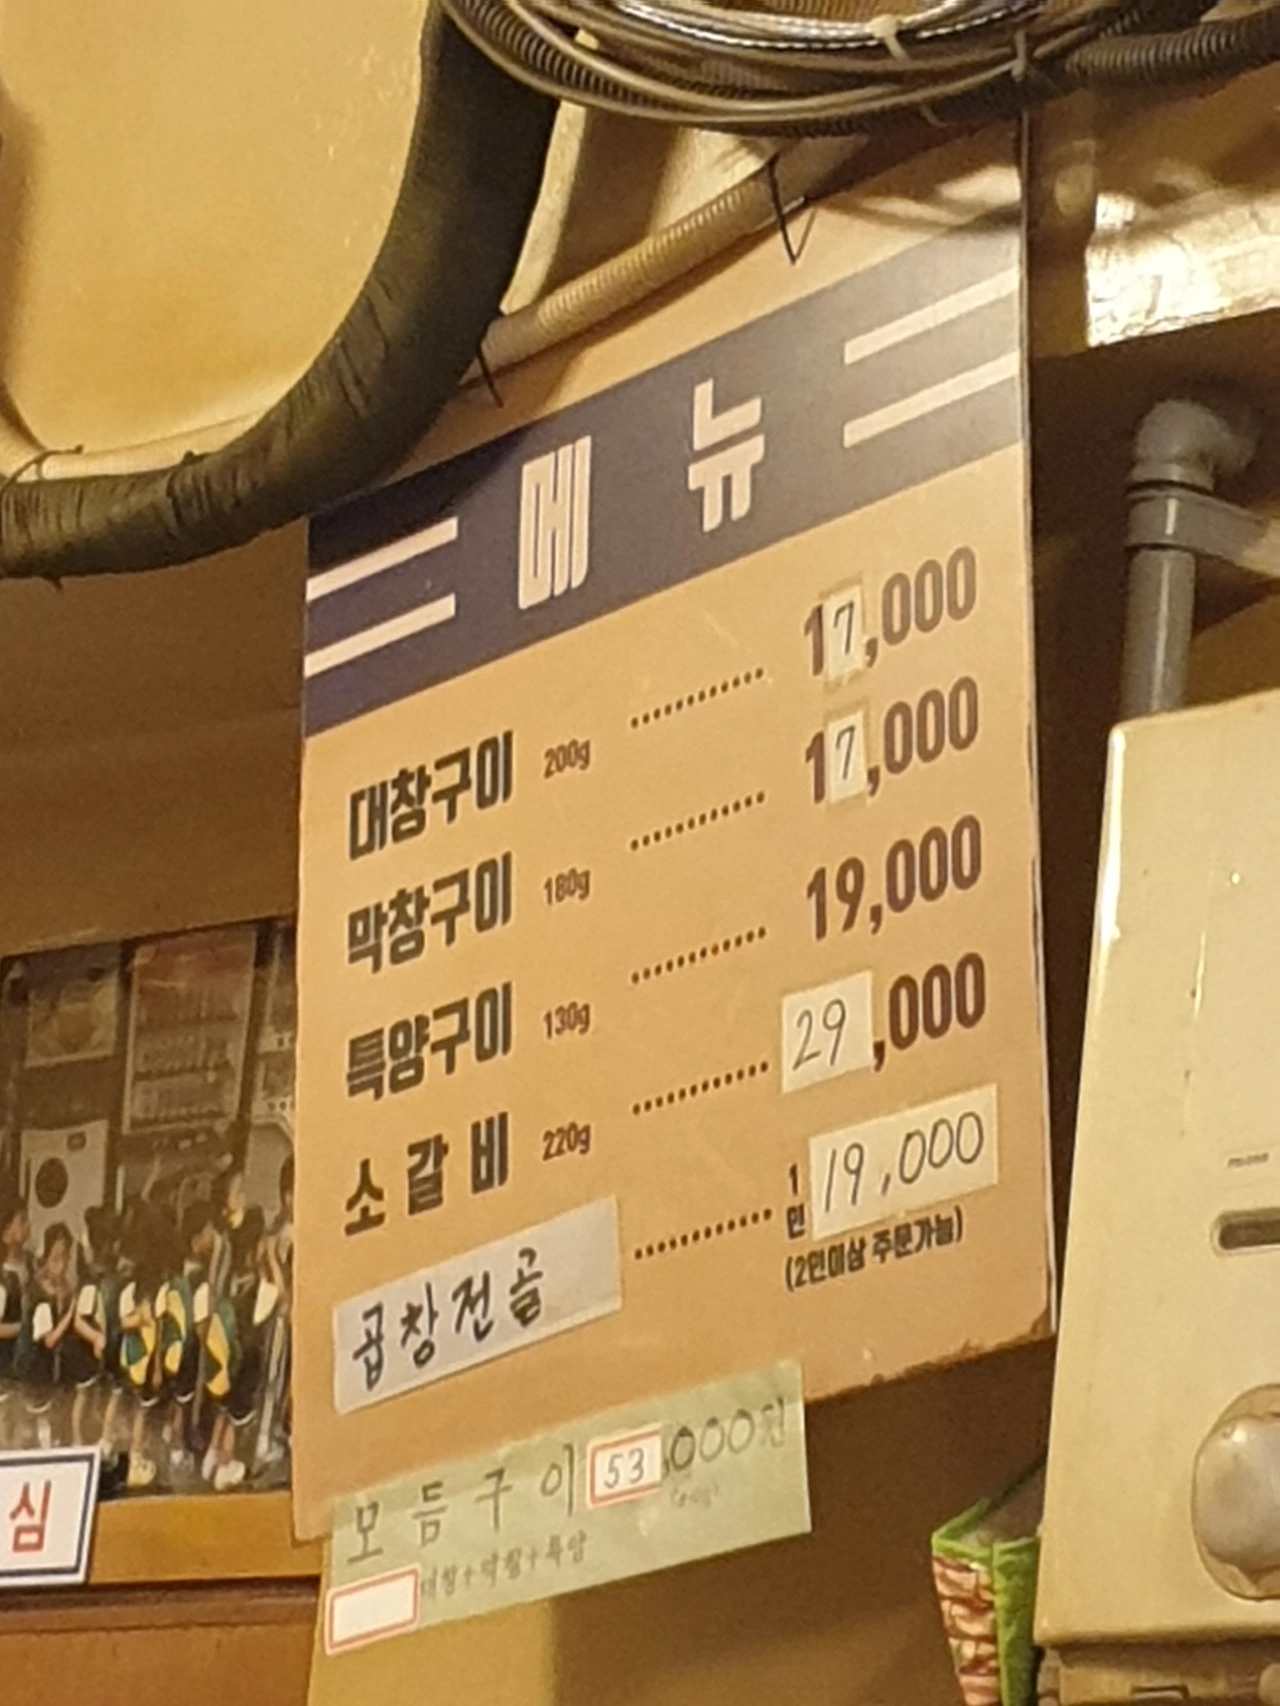 메뉴
대창구이 200g ............ 17,000
막창구이 180g ............ 17,000
특양구이 130g ............ 19,000
소갈비 220g ............ 29,000
곱창전골 ............ 1인 19,000
(2인이상 주문가능)
모듬구이 53,000원
대창+막창+특양
심